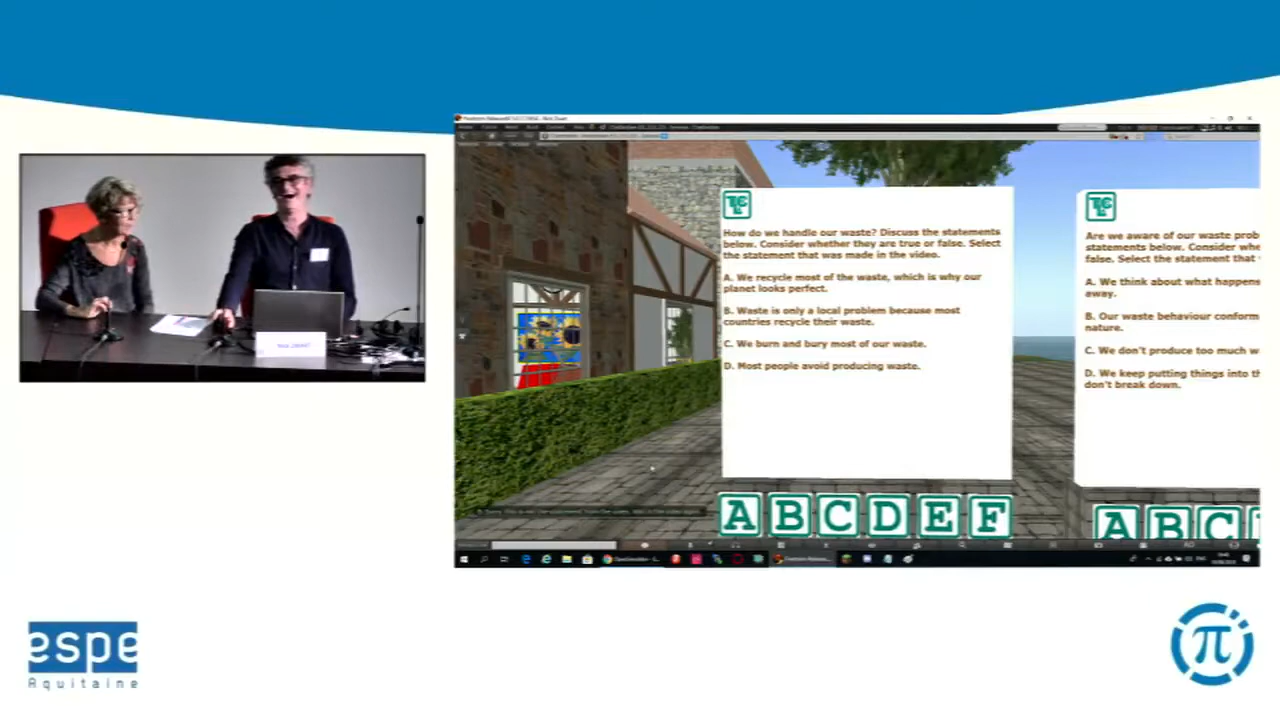 How do we handle our waste? Discuss the statements
below. Consider whether they are true or false. Select
the statement that was made in the video.
A. We recycle most of the waste, which is why our
planet looks perfect.
B. Waste is only a local problem because most
countries recycle their waste.
C. We burn and bury most of our waste.
D. Most people avoid producing waste.
A B C D E F
Are we aware of our waste prob
statements below. Consider whe
false. Select the statement that
A. We think about what happens
away.
B. Our waste behaviour conform
nature.
C. We don't produce too much w
D. We keep putting things into th
don't break down.
A B C
espe
Aquitaine
π